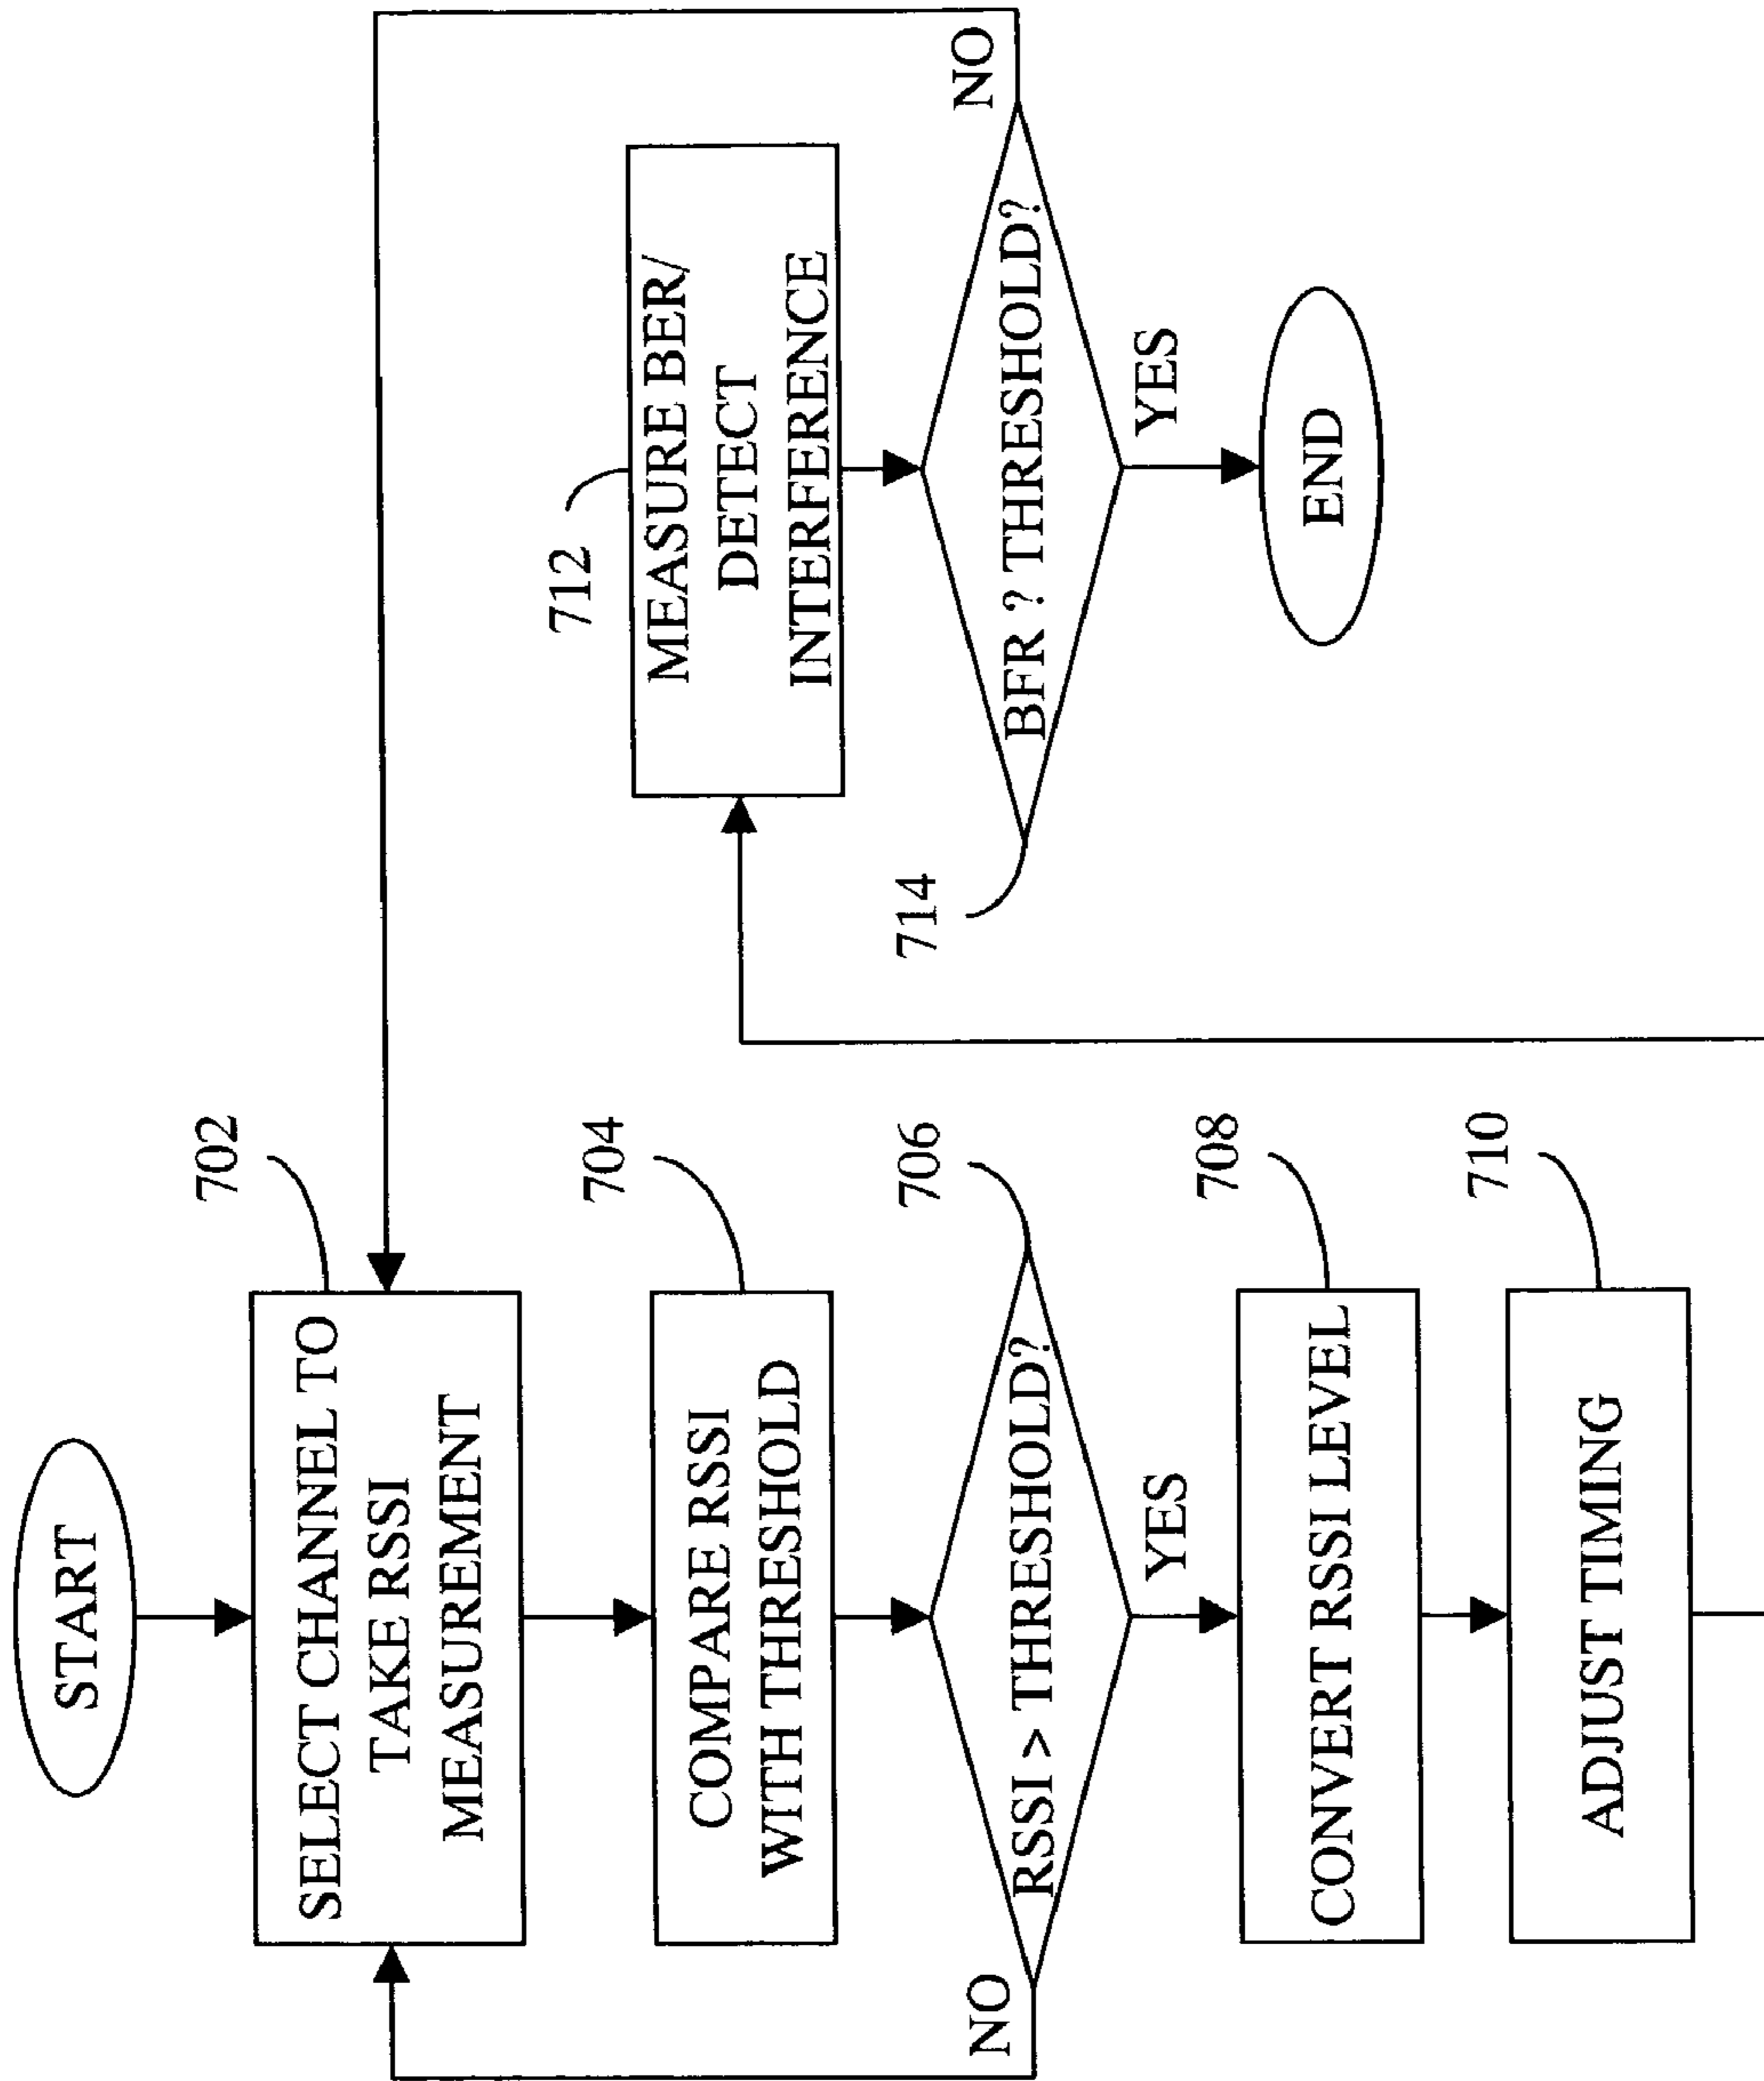 START
702
SELECT CHANNEL TO
TAKE RSSI
MEASUREMENT
704
COMPARE RSSI
WITH THRESHOLD
706
RSSI > THRESHOLD?
NO
YES
708
CONVERT RSSI LEVEL
710
ADJUST TIMING
712
MEASURE BER/
DETECT
INTERFERENCE
714
BFR ? THRESHOLD?
NO
YES
END